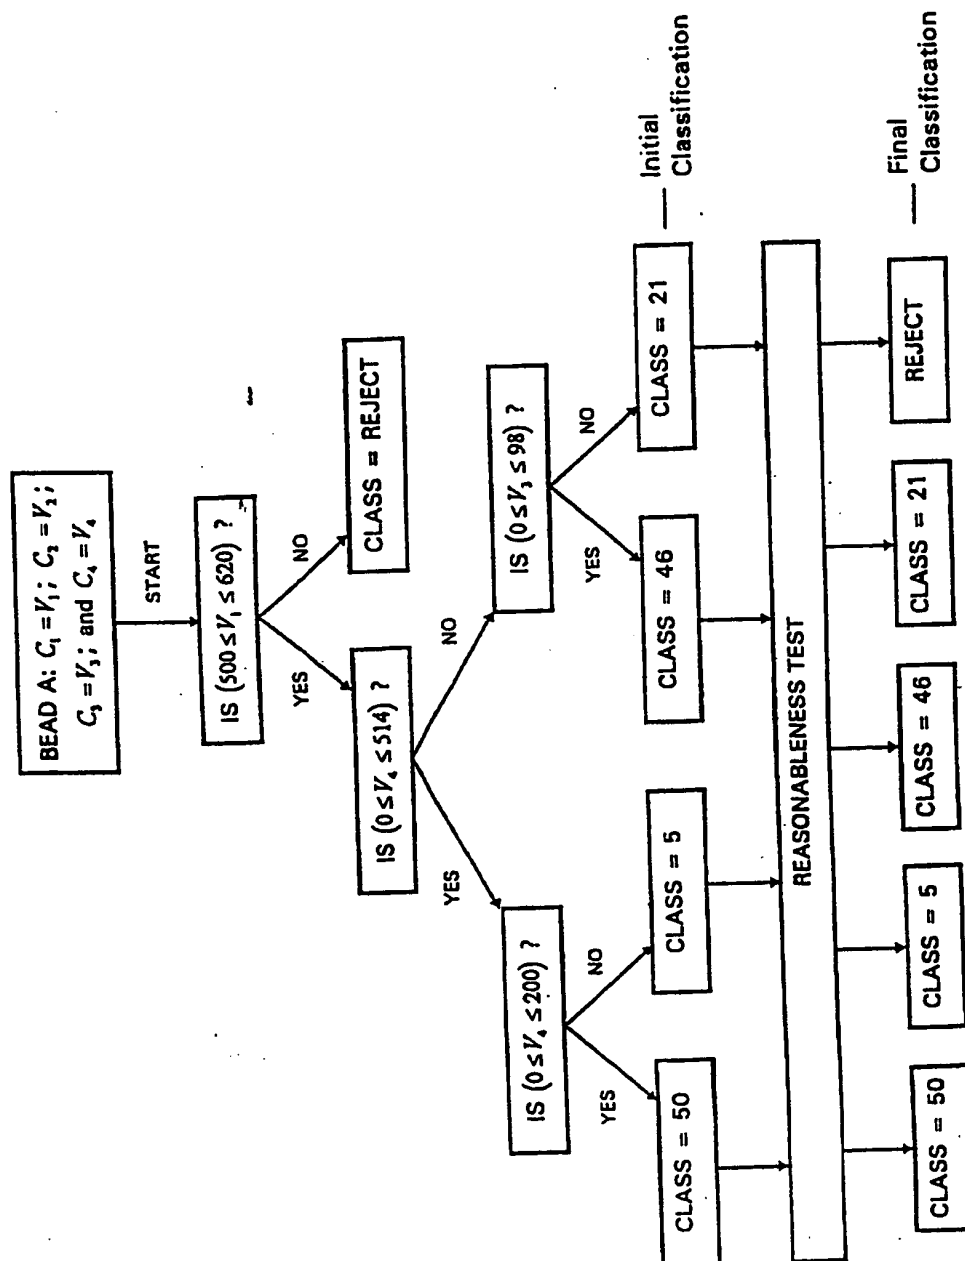 BEAD A: C₁ = V₁; C₂ = V₂;
C₃ = V₃; and C₄ = V₄
START
IS (500 ≤ V₁ ≤ 620) ?
YES
NO
CLASS = REJECT
IS (0 ≤ V₄ ≤ 514) ?
YES
NO
IS (0 ≤ V₄ ≤ 200) ?
IS (0 ≤ V₃ ≤ 98) ?
YES
NO
YES
NO
CLASS = 50
CLASS = 5
CLASS = 46
CLASS = 21
Initial
Classification
REASONABLENESS TEST
CLASS = 50
CLASS = 5
CLASS = 46
CLASS = 21
REJECT
Final
Classification